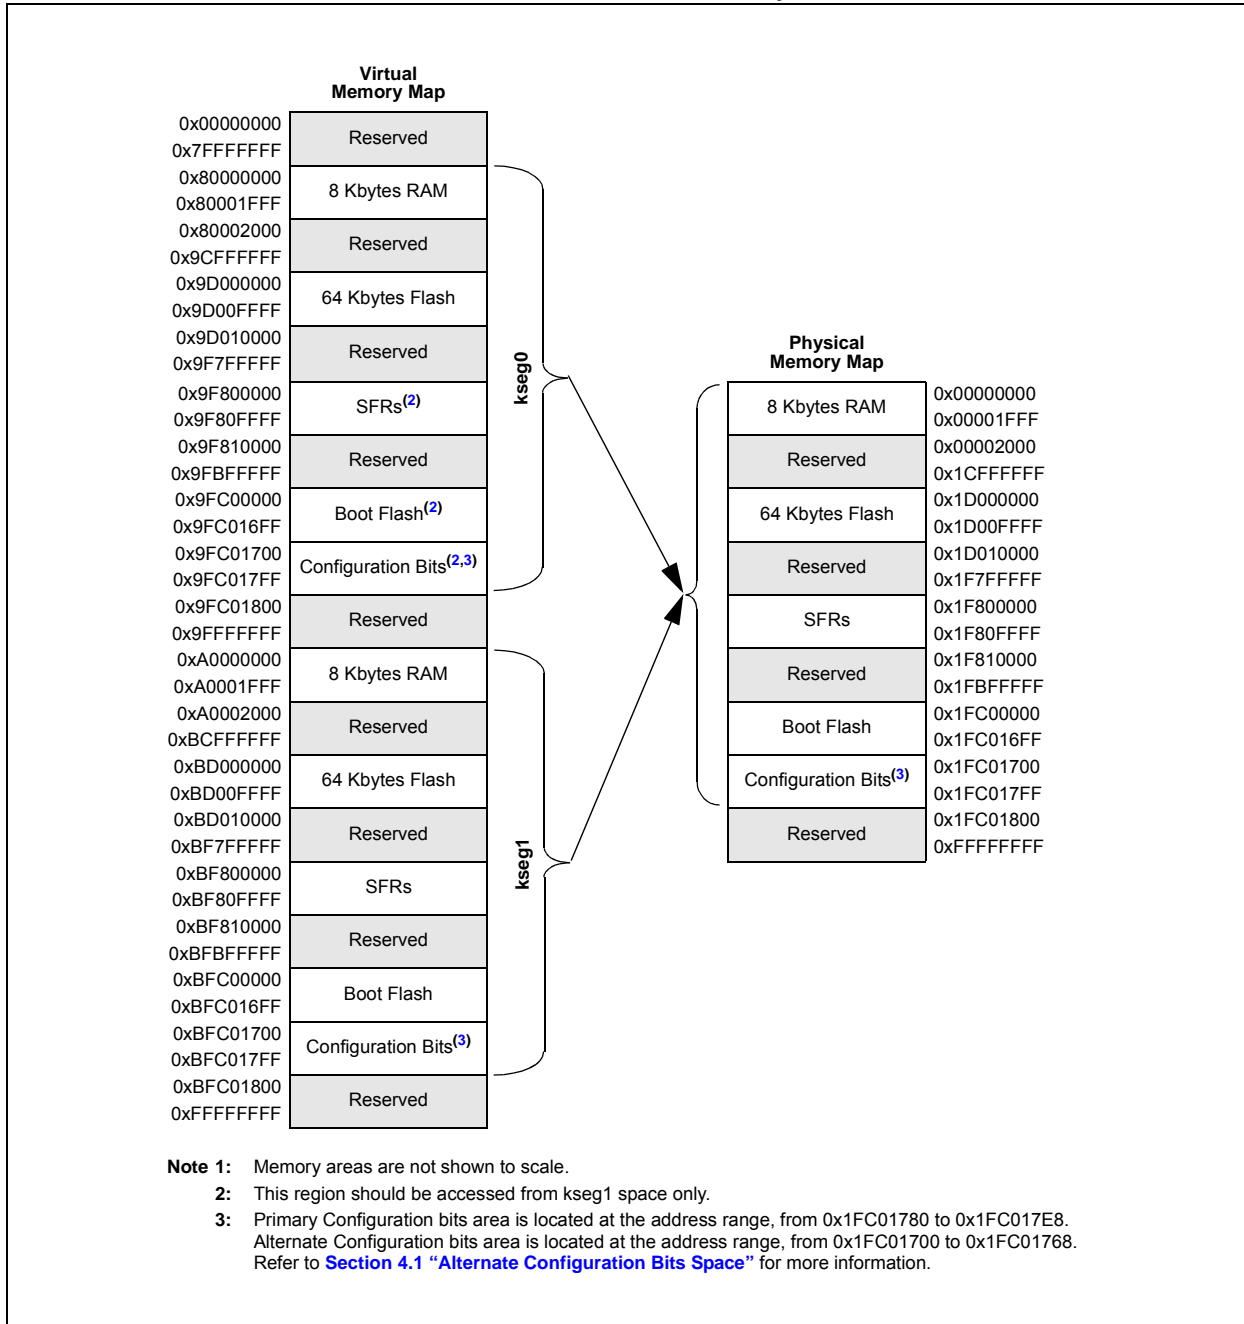 Virtual
Memory Map
0x00000000
Reserved
0x7FFFFFFF
0x80000000
8 Kbytes RAM
0x80001FFF
0x80002000
Reserved
0x9CFFFFFF
0x9D000000
64 Kbytes Flash
0x9D00FFFF
0x9D010000
Reserved
0x9F7FFFFF
0x9F800000
SFRs(2)
0x9F80FFFF
0x9F810000
Reserved
0x9FBFFFFF
0x9FC00000
Boot Flash(2)
0x9FC016FF
0x9FC01700
Configuration Bits(2,3)
0x9FC017FF
0x9FC01800
Reserved
0x9FFFFFFF
0xA0000000
8 Kbytes RAM
0xA0001FFF
0xA0002000
Reserved
0xBCFFFFFF
0xBD000000
64 Kbytes Flash
0xBD00FFFF
0xBD010000
Reserved
0xBF7FFFFF
0xBF800000
SFRs
0xBF80FFFF
0xBF810000
Reserved
0xBFBFFFFF
0xBFC00000
Boot Flash
0xBFC016FF
0xBFC01700
Configuration Bits(3)
0xBFC017FF
0xBFC01800
Reserved
0xFFFFFFFF
kseg0
kseg1
Physical
Memory Map
0x00000000
8 Kbytes RAM
0x00001FFF
0x00002000
Reserved
0x1CFFFFFF
0x1D000000
64 Kbytes Flash
0x1D00FFFF
0x1D010000
Reserved
0x1F7FFFFF
0x1F800000
SFRs
0x1F80FFFF
0x1F810000
Reserved
0x1FBFFFFF
0x1FC00000
Boot Flash
0x1FC016FF
0x1FC01700
Configuration Bits(3)
0x1FC017FF
0x1FC01800
Reserved
0xFFFFFFFF
Note 1: Memory areas are not shown to scale.
2: This region should be accessed from kseg1 space only.
3: Primary Configuration bits area is located at the address range, from 0x1FC01780 to 0x1FC017E8.
Alternate Configuration bits area is located at the address range, from 0x1FC01700 to 0x1FC01768.
Refer to Section 4.1 “Alternate Configuration Bits Space” for more information.